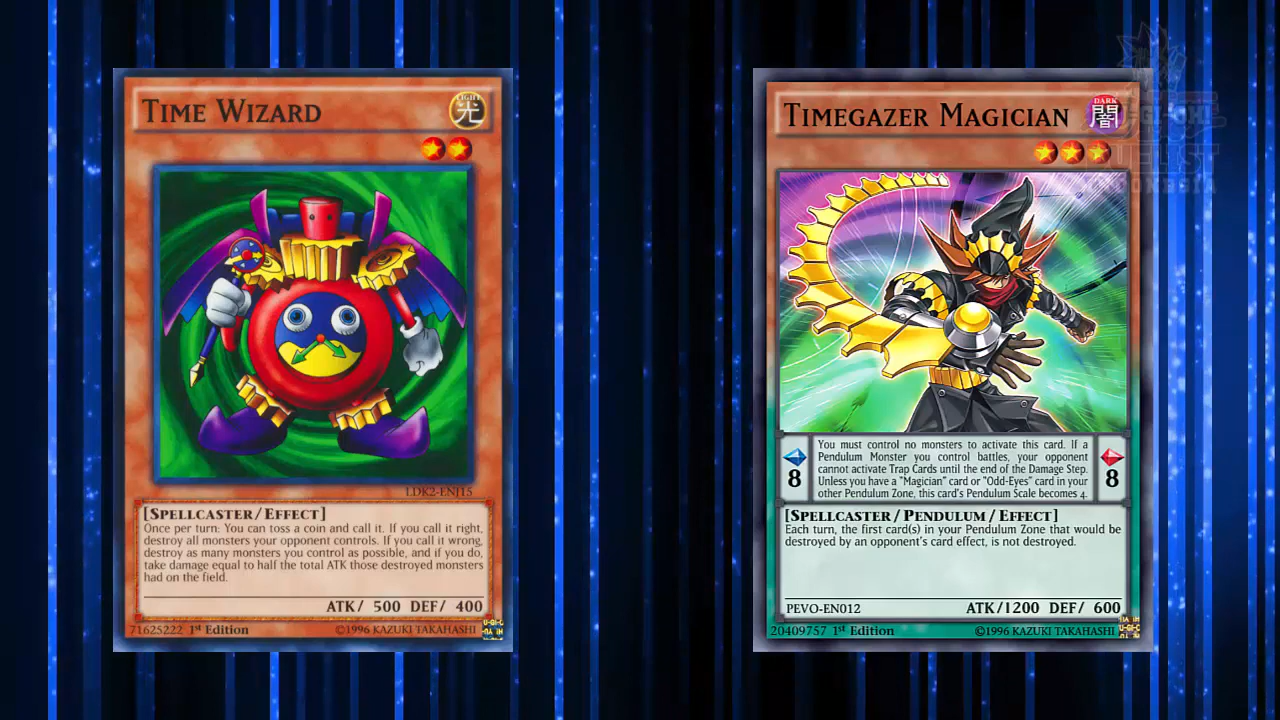 TIME WIZARD
LIGHT
光
LDK2-ENJ15
[SPELLCASTER/EFFECT]
Once per turn: You can toss a coin and call it. If you call it right,
destroy all monsters your opponent controls. If you call it wrong,
destroy as many monsters you control as possible, and if you do,
take damage equal to half the total ATK those destroyed monsters
had on the field.
ATK/ 500 DEF/ 400
71625222 1st Edition ©1996 KAZUKI TAKAHASHI
TIMEGAZER MAGICIAN
DARK
闇
You must control no monsters to activate this card. If a
Pendulum Monster you control battles, your opponent
cannot activate Trap Cards until the end of the Damage Step.
Unless you have a "Magician" card or "Odd-Eyes" card in your
other Pendulum Zone, this card's Pendulum Scale becomes 4.
8
8
[SPELLCASTER / PENDULUM / EFFECT]
Each turn, the first card(s) in your Pendulum Zone that would be
destroyed by an opponent's card effect, is not destroyed.
PEVO-EN012 ATK/1200 DEF/ 600
20409757 1st Edition ©1996 KAZUKI TAKAHASHI